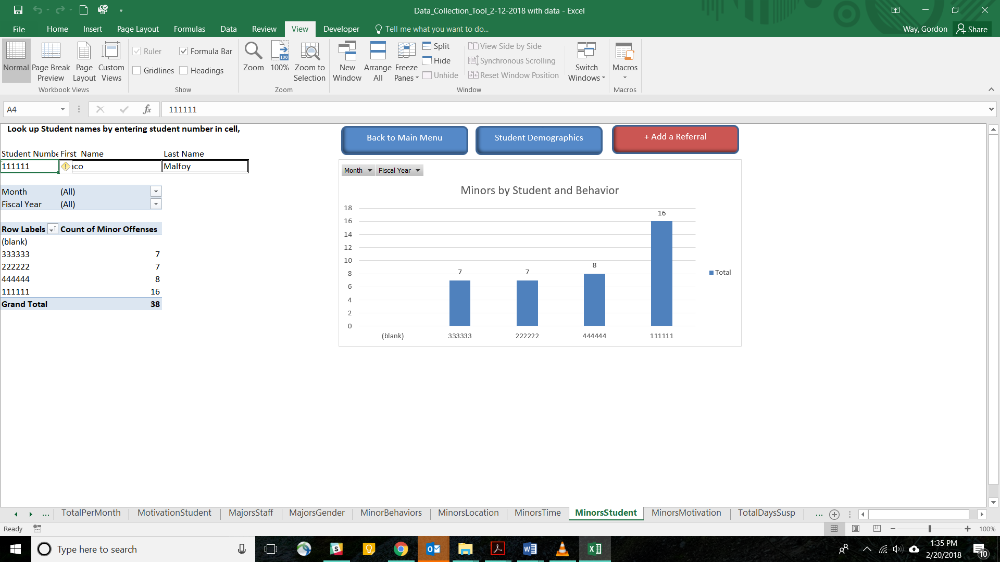 Data_Collection_Tool_2-12-2018 with data - Excel
File Home Insert Page Layout Formulas Data Review View Developer Tell me what you want to do... Way, Gordon Share
Normal
Page Break Preview
Page Layout
Custom Views
Workbook Views
Ruler
Formula Bar
Gridlines
Headings
Show
Zoom
100
100%
Zoom to Selection
Zoom
New Window
Arrange All
Freeze Panes
Split
Hide
Unhide
View Side by Side
Synchronous Scrolling
Reset Window Position
Window
Switch Windows
Macros
Macros
A4 fx 111111
Look up Student names by entering student number in cell,
Student Numbe First Name Last Name
111111 aco Malfoy
Month (All)
Fiscal Year (All)
Row Labels Count of Minor Offenses
(blank)
333333 7
222222 7
444444 8
111111 16
Grand Total 38
Back to Main Menu
Student Demographics
+ Add a Referral
Month Fiscal Year
Minors by Student and Behavior
18
16
14
12
10
8
6
4
2
0
7
7
8
16
(blank) 333333 222222 444444 111111
Total
... TotalPerMonth MotivationStudent MajorsStaff MajorsGender MinorBehaviors MinorsLocation MinorsTime MinorsStudent MinorsMotivation TotalDaysSusp ...
Ready 100%
Type here to search
1:35 PM
2/20/2018
10